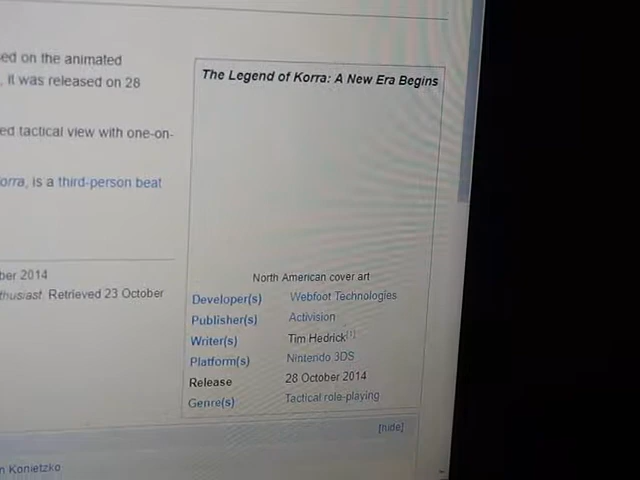 ed on the animated
. It was released on 28
ed tactical view with one-on-
orra, is a third-person beat
ber 2014
thusiast. Retrieved 23 October
The Legend of Korra: A New Era Begins
North American cover art
Developer(s) Webfoot Technologies
Publisher(s) Activision
Writer(s) Tim Hedrick[1]
Platform(s) Nintendo 3DS
Release 28 October 2014
Genre(s) Tactical role-playing
[hide]
n Konietzko